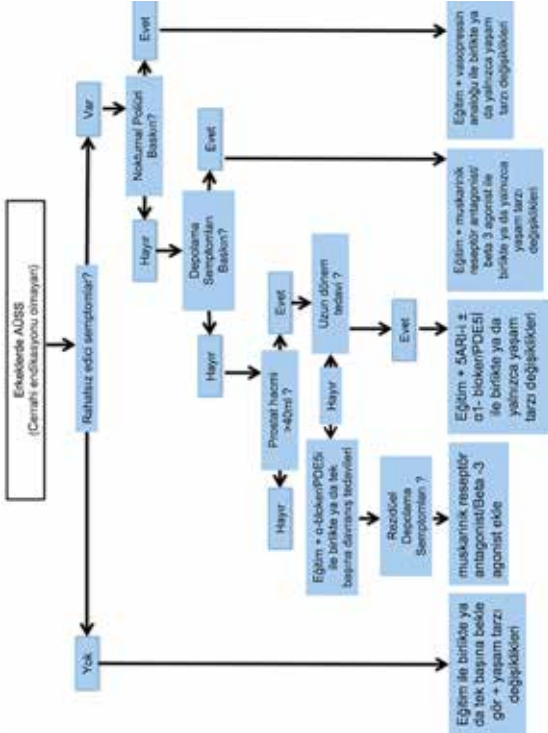 Erkeklerde AÜSS
(Cerrahi endikasyonu olmayan)
Rahatsız edici semptomlar?
Yok
Var
Noktürnal Poliüri
Baskın?
Evet
Hayır
Depolama
Semptomları
Baskın?
Evet
Hayır
Prostat hacmi
>40ml ?
Evet
Hayır
Uzun dönem
tedavi ?
Hayır
Evet
Eğitim + α-bloker/PDE5i
ile birlikte ya da tek
başına davranış tedavileri
Rezidüel
Depolama
Semptomları ?
Eğitim ile birlikte ya
da tek başına bekle
gör + yaşam tarzı
değişiklikleri
muskarinik reseptör
antagonist/Beta -3
agonist ekle
Eğitim + 5ARI-i ±
α1- bloker/PDE5İ
ile birlikte ya da
yalnızca yaşam
tarzı değişikleri
Eğitim + muskarinik
reseptör antagonist/
beta 3 agonist ile
birlikte ya da yalnızca
yaşam tarzı
değişikleri
Eğitim + vasopressin
analoğu ile birlikte ya
da yalnızca yaşam
tarzı değişiklikleri